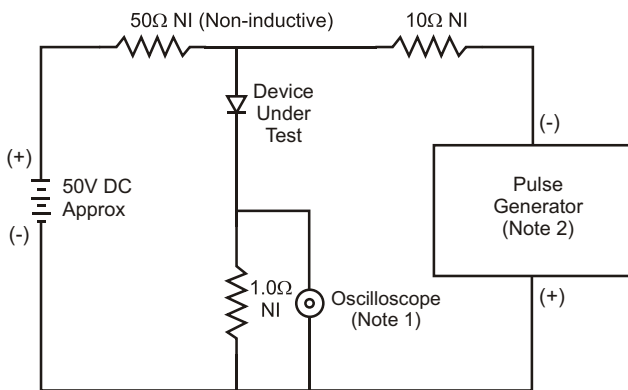 50Ω NI (Non-inductive)
10Ω NI
Device
Under
Test
(+)
50V DC
Approx
(-)
(-)
Pulse
Generator
(Note 2)
(+)
1.0Ω
NI
Oscilloscope
(Note 1)